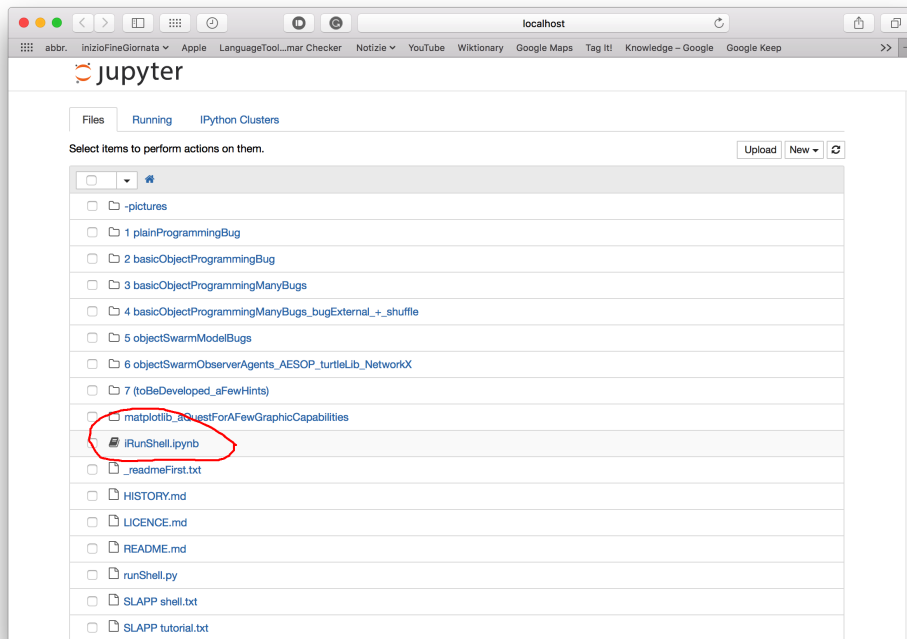 localhost
abbr. inizioFineGiornata Apple LanguageTool...mar Checker Notizie YouTube Wiktionary Google Maps Tag It! Knowledge – Google Google Keep >>
jupyter
Files Running IPython Clusters
Select items to perform actions on them. Upload New
-pictures
1 plainProgrammingBug
2 basicObjectProgrammingBug
3 basicObjectProgrammingManyBugs
4 basicObjectProgrammingManyBugs_bugExternal_+_shuffle
5 objectSwarmModelBugs
6 objectSwarmObserverAgents_AESOP_turtleLib_NetworkX
7 (toBeDeveloped_aFewHints)
matplotlib_aQuestForAFewGraphicCapabilities
iRunShell.ipynb
_readmeFirst.txt
HISTORY.md
LICENCE.md
README.md
runShell.py
SLAPP shell.txt
SLAPP tutorial.txt